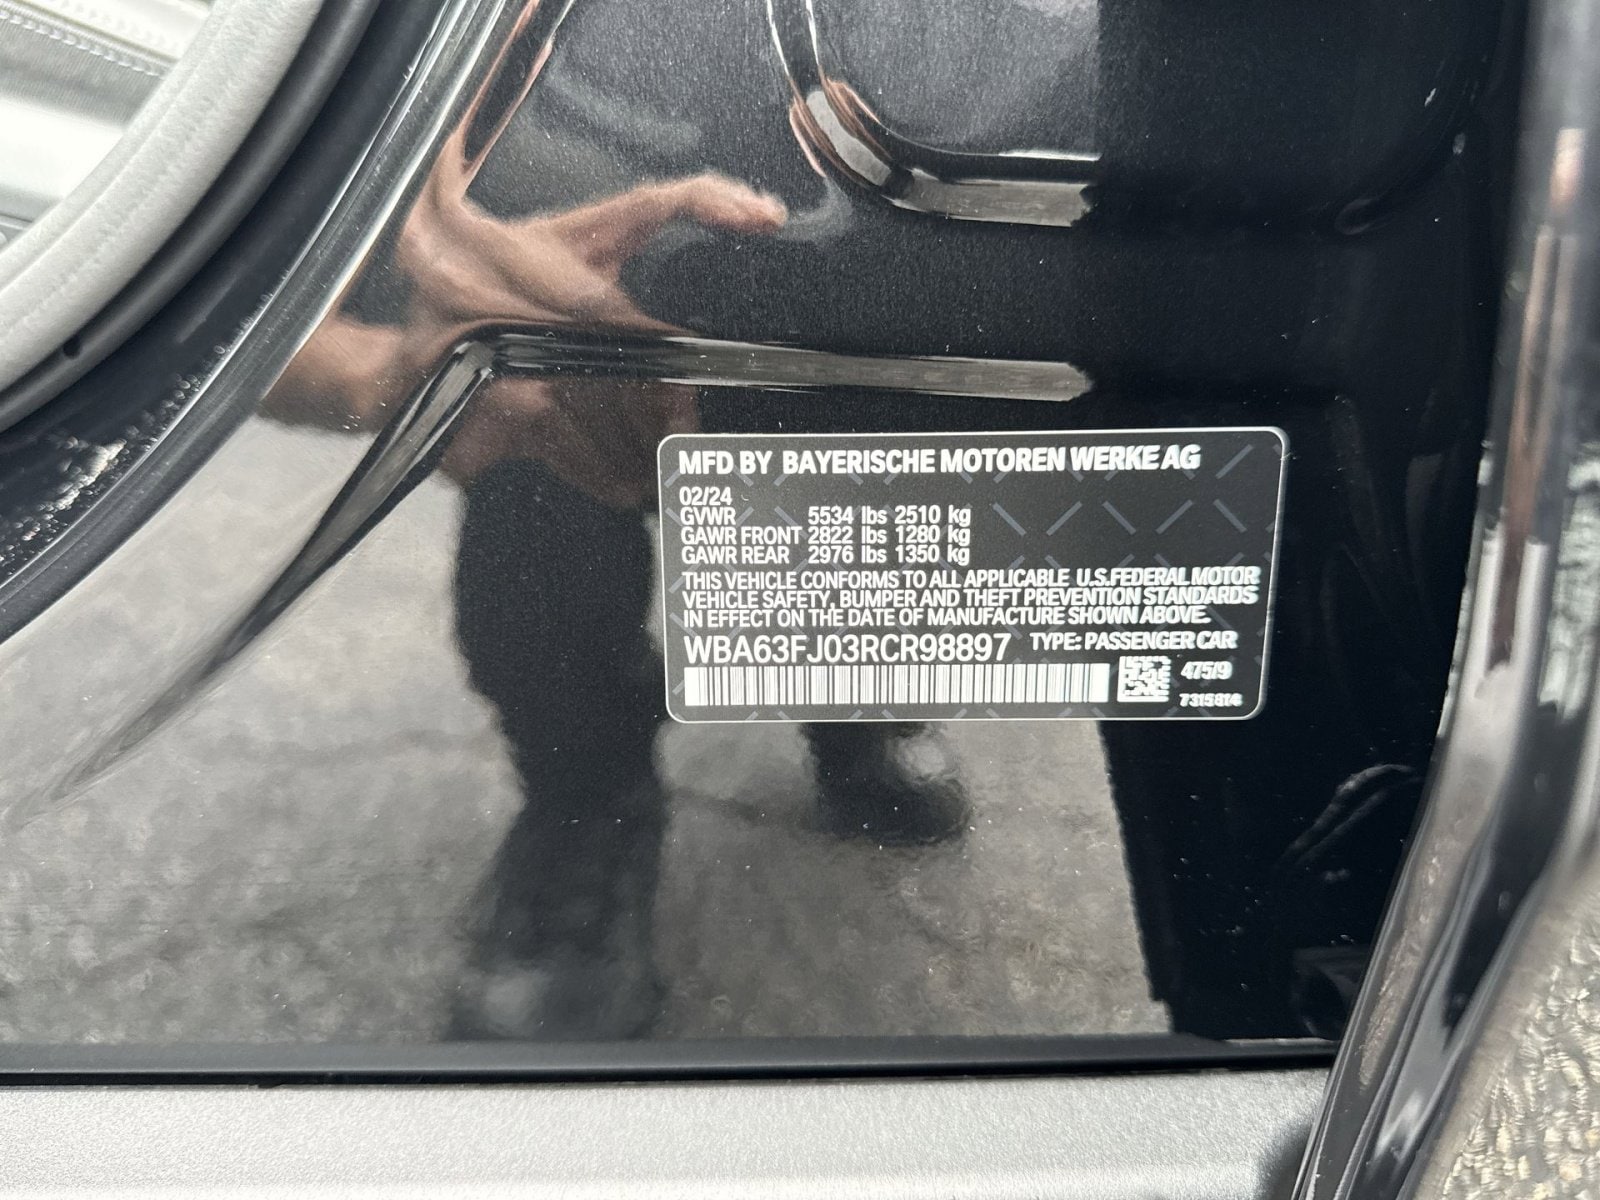 MFD BY BAYERISCHE MOTOREN WERKE AG
02/24
GVWR 5534 lbs 2510 kg
GAWR FRONT 2822 lbs 1280 kg
GAWR REAR 2976 lbs 1350 kg
THIS VEHICLE CONFORMS TO ALL APPLICABLE U.S.FEDERAL MOTOR
VEHICLE SAFETY, BUMPER AND THEFT PREVENTION STANDARDS
IN EFFECT ON THE DATE OF MANUFACTURE SHOWN ABOVE.
WBA63FJ03RCR98897 TYPE: PASSENGER CAR
475/9
7315814